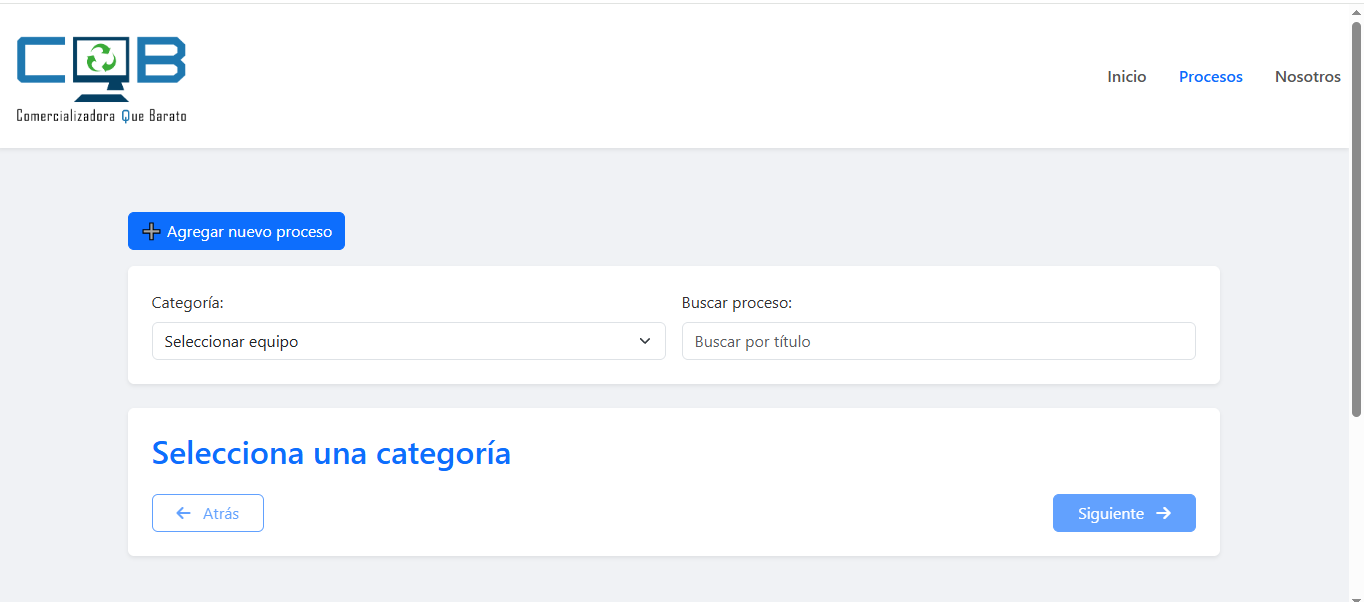 CQB
Comercializadora Que Barato
Inicio Procesos Nosotros
Agregar nuevo proceso
Categoría: Buscar proceso:
Seleccionar equipo Buscar por título
Selecciona una categoría
Atrás Siguiente